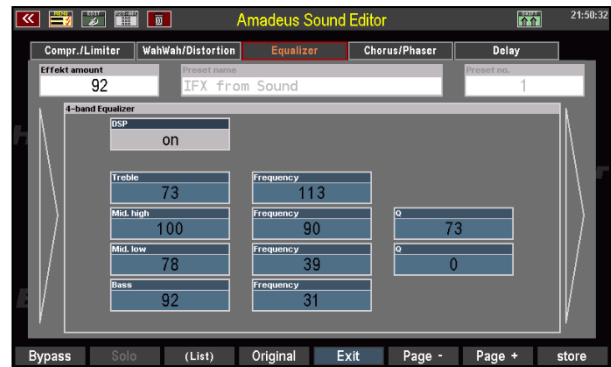 MENU EDIT Amadeus Sound Editor 21:50:32
Compr./Limiter WahWah/Distortion Equalizer Chorus/Phaser Delay
Effekt amount Preset name Preset no.
92 IFX from Sound 1
4-band Equalizer
DSP
on
Treble Frequency
73 113
Mid. high Frequency Q
100 90 73
Mid. low Frequency Q
78 39 0
Bass Frequency
92 31
Bypass Solo (List) Original Exit Page - Page + store